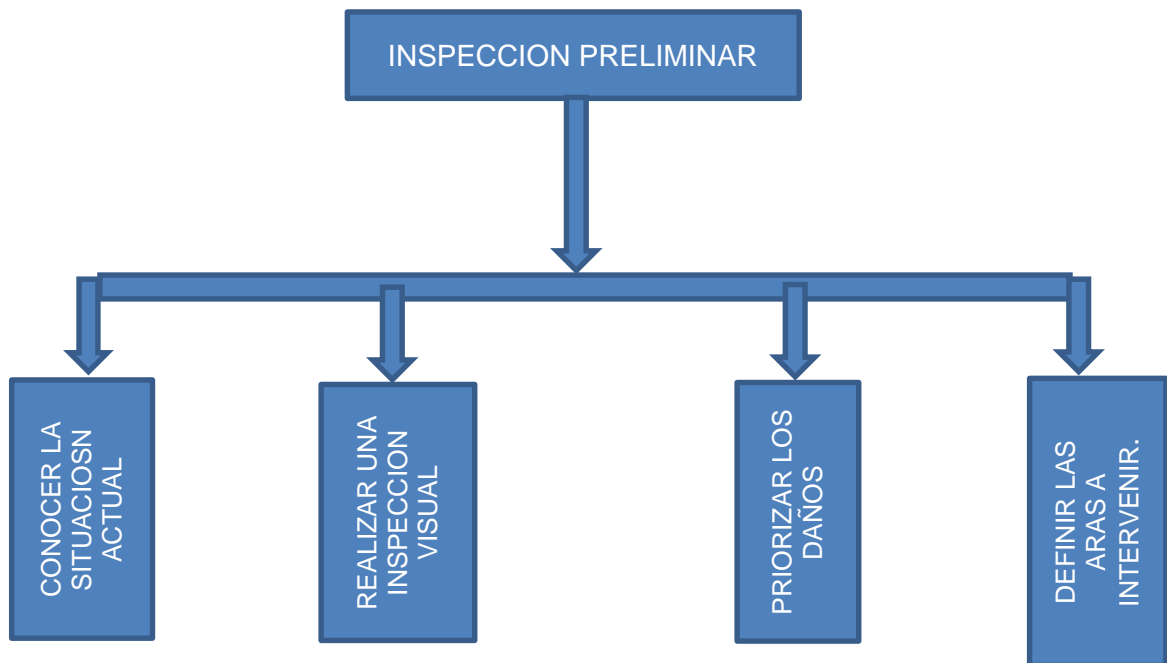 INSPECCION PRELIMINAR
CONOCER LA
SITUACIOSN
ACTUAL
REALIZAR UNA
INSPECCION
VISUAL
PRIORIZAR LOS
DAÑOS
DEFINIR LAS
ARAS A
INTERVENIR.